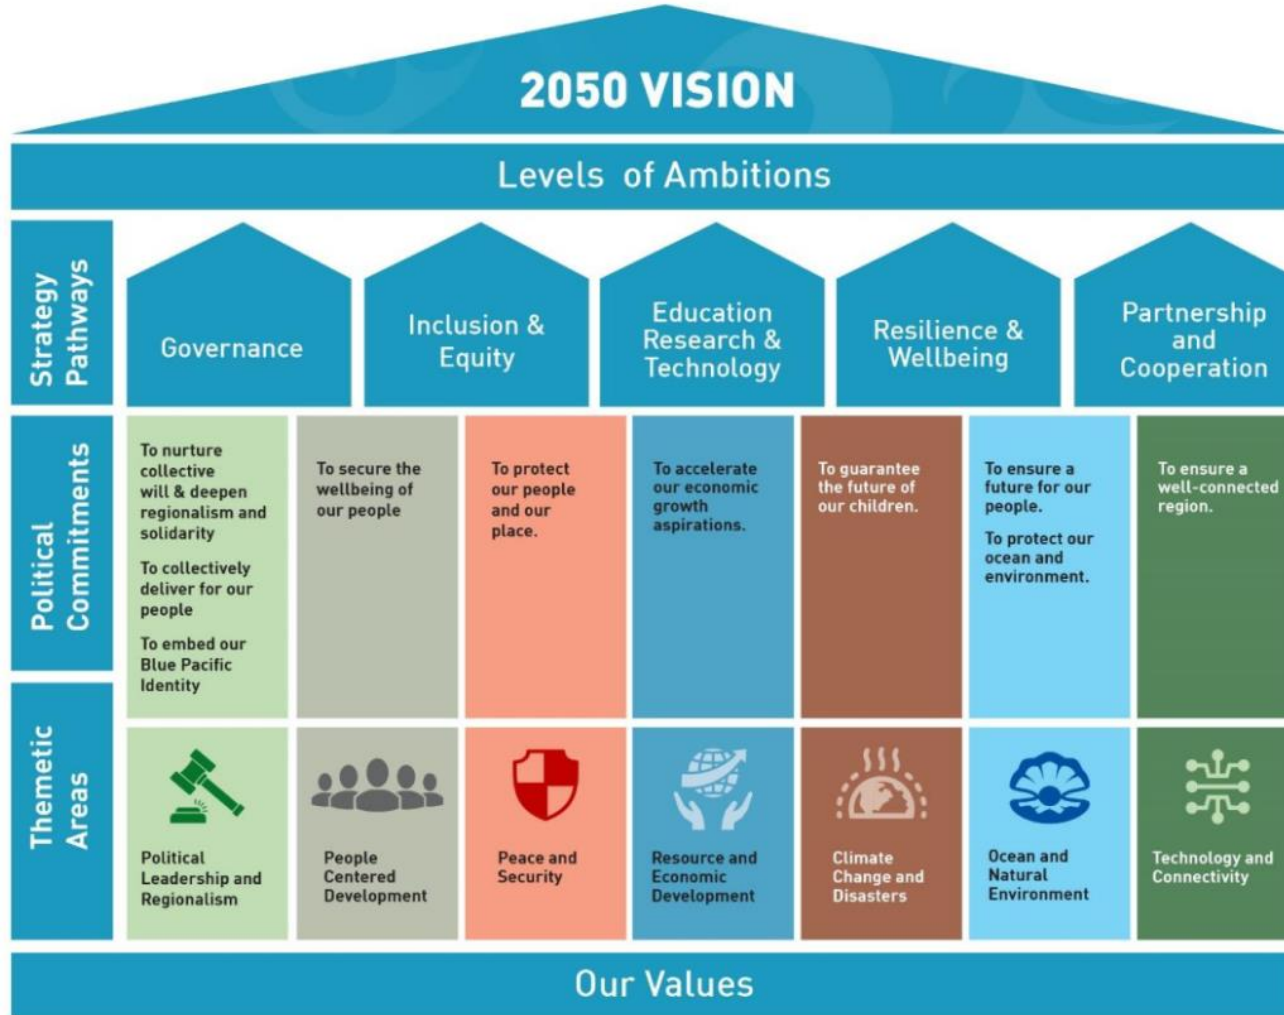 2050 VISION
Levels of Ambitions
Strategy
Pathways
Governance
Inclusion &
Equity
Education
Research &
Technology
Resilience &
Wellbeing
Partnership
and
Cooperation
Political
Commitments
To nurture
collective
will & deepen
regionalism and
solidarity
To collectively
deliver for our
people
To embed our
Blue Pacific
Identity
To secure the
wellbeing of
our people
To protect
our people
and our
place.
To accelerate
our economic
growth
aspirations.
To guarantee
the future of
our children.
To ensure a
future for our
people.
To protect our
ocean and
environment.
To ensure a
well-connected
region.
Themetic
Areas
Political
Leadership and
Regionalism
People
Centered
Development
Peace and
Security
Resource and
Economic
Development
Climate
Change and
Disasters
Ocean and
Natural
Environment
Technology and
Connectivity
Our Values